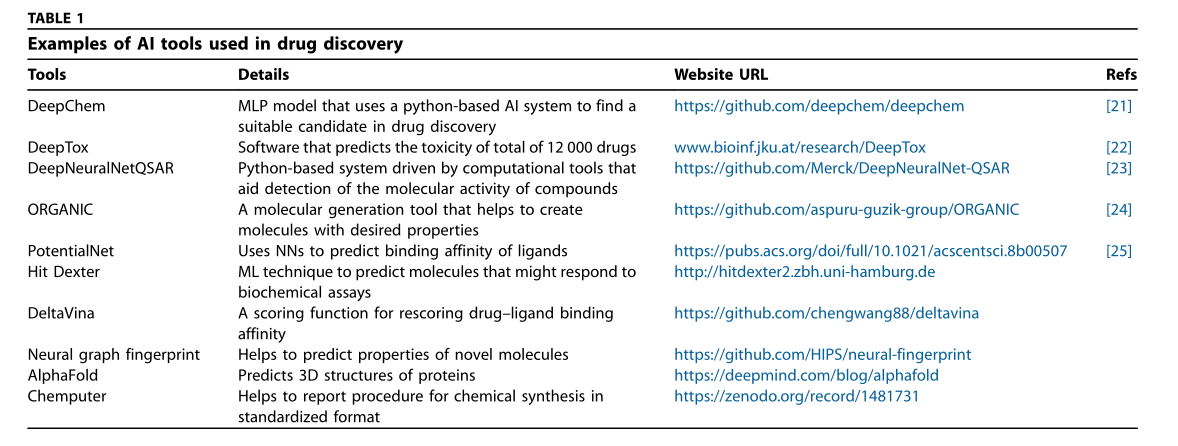 TABLE 1
Examples of AI tools used in drug discovery
Tools Details Website URL Refs
DeepChem MLP model that uses a python-based AI system to find a https://github.com/deepchem/deepchem [21]
suitable candidate in drug discovery
DeepTox Software that predicts the toxicity of total of 12 000 drugs www.bioinf.jku.at/research/DeepTox [22]
DeepNeuralNetQSAR Python-based system driven by computational tools that https://github.com/Merck/DeepNeuralNet-QSAR [23]
aid detection of the molecular activity of compounds
ORGANIC A molecular generation tool that helps to create https://github.com/aspuru-guzik-group/ORGANIC [24]
molecules with desired properties
PotentialNet Uses NNs to predict binding affinity of ligands https://pubs.acs.org/doi/full/10.1021/acscentsci.8b00507 [25]
Hit Dexter ML technique to predict molecules that might respond to http://hitdexter2.zbh.uni-hamburg.de
biochemical assays
DeltaVina A scoring function for rescoring drug–ligand binding https://github.com/chengwang88/deltavina
affinity
Neural graph fingerprint Helps to predict properties of novel molecules https://github.com/HIPS/neural-fingerprint
AlphaFold Predicts 3D structures of proteins https://deepmind.com/blog/alphafold
Chemputer Helps to report procedure for chemical synthesis in https://zenodo.org/record/1481731
standardized format